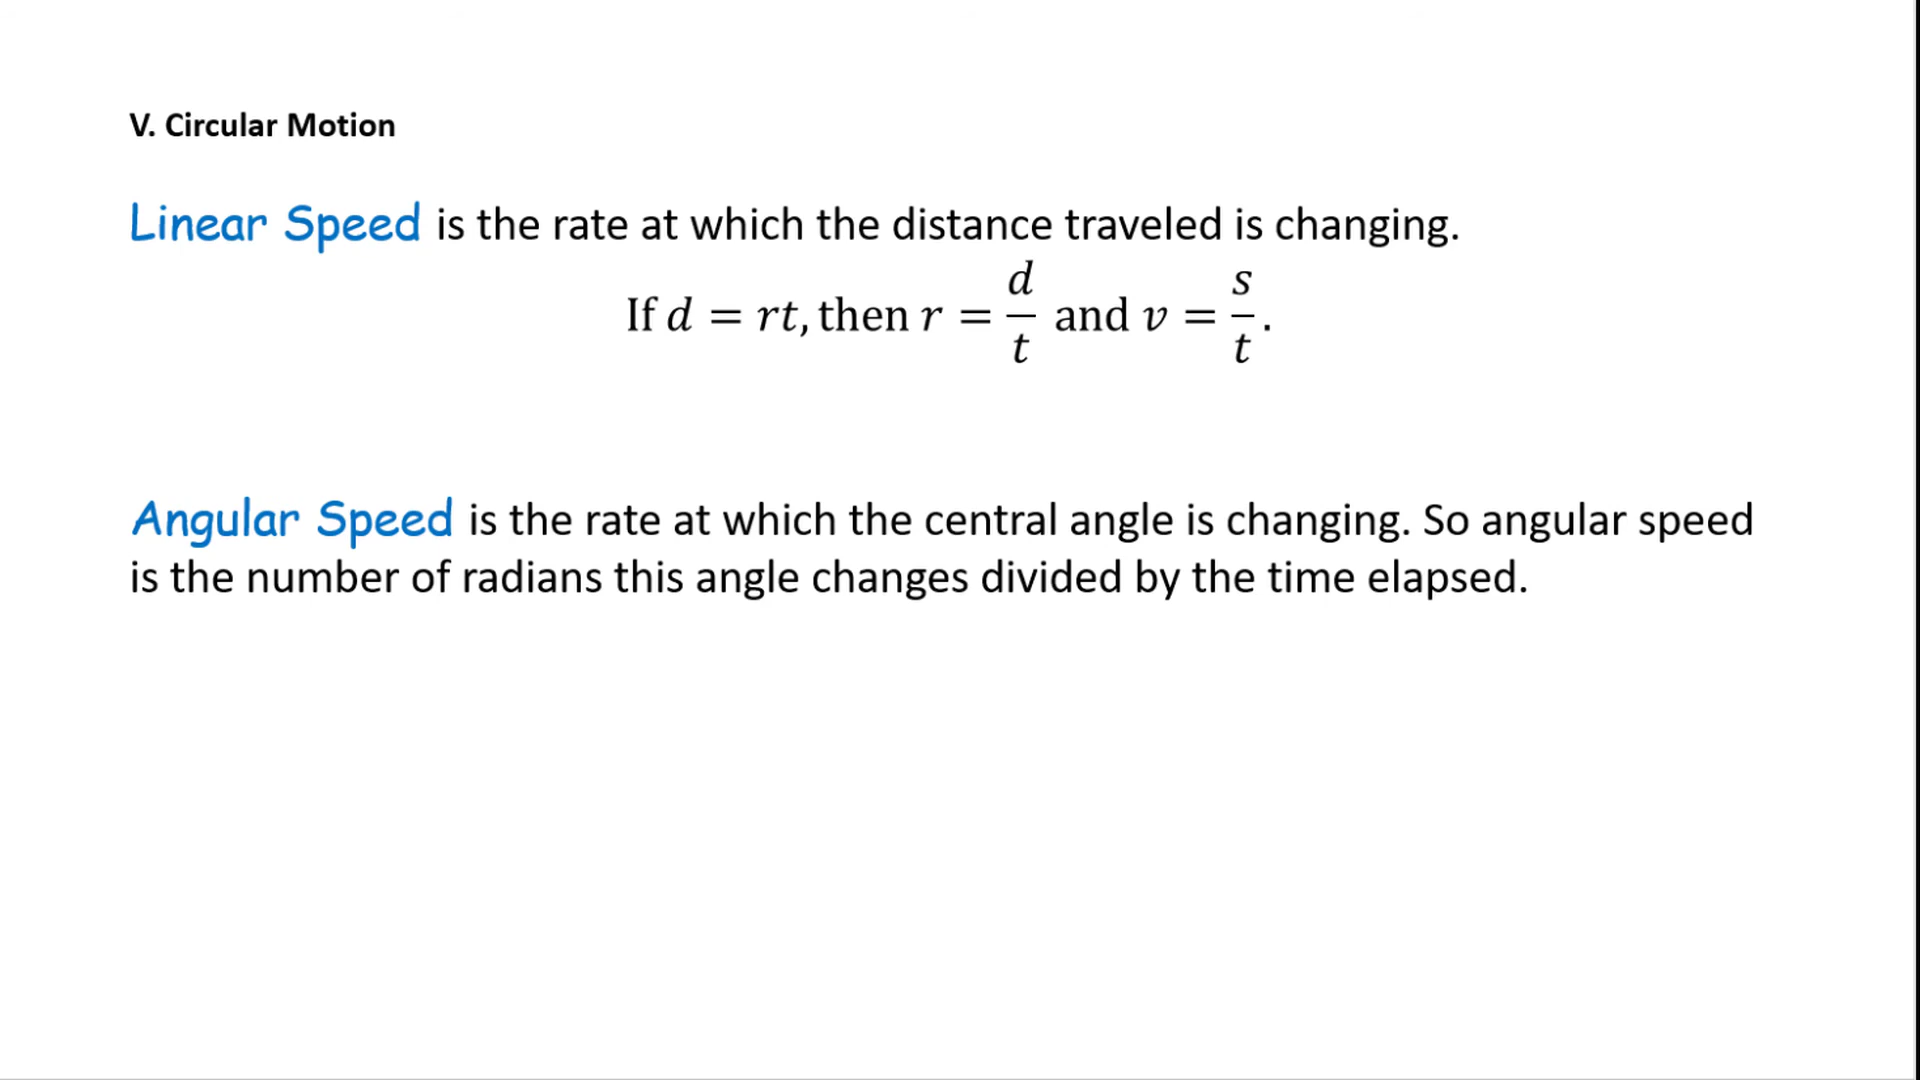 V. Circular Motion
Linear Speed is the rate at which the distance traveled is changing.
If d = rt, then r = d/t and v = s/t.
Angular Speed is the rate at which the central angle is changing. So angular speed
is the number of radians this angle changes divided by the time elapsed.